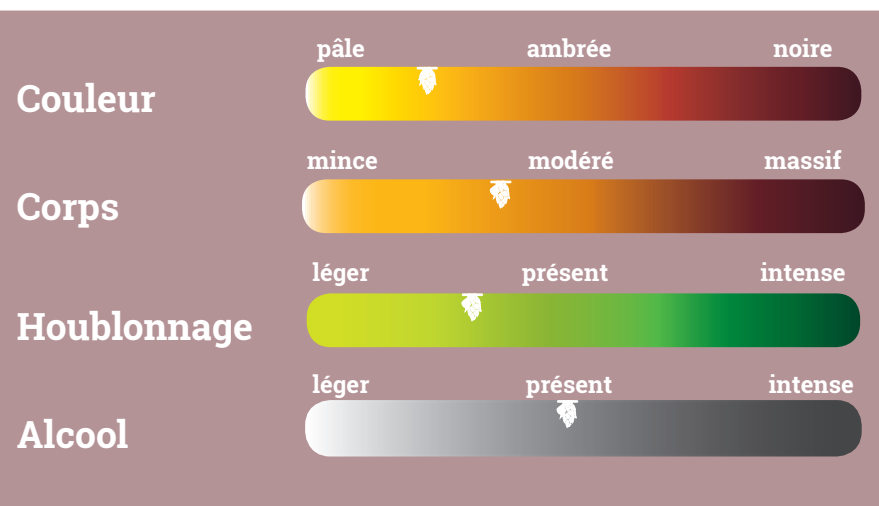 pâle ambrée noire
Couleur
mince modéré massif
Corps
léger présent intense
Houblonnage
léger présent intense
Alcool